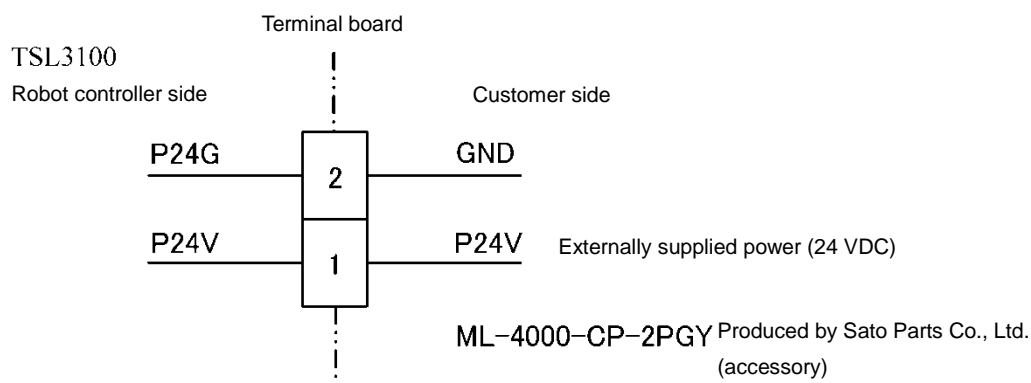 Terminal board
TSL3100
Robot controller side
Customer side
P24G
2
GND
P24V
1
P24V
Externally supplied power (24 VDC)
ML-4000-CP-2PGY Produced by Sato Parts Co., Ltd.
(accessory)